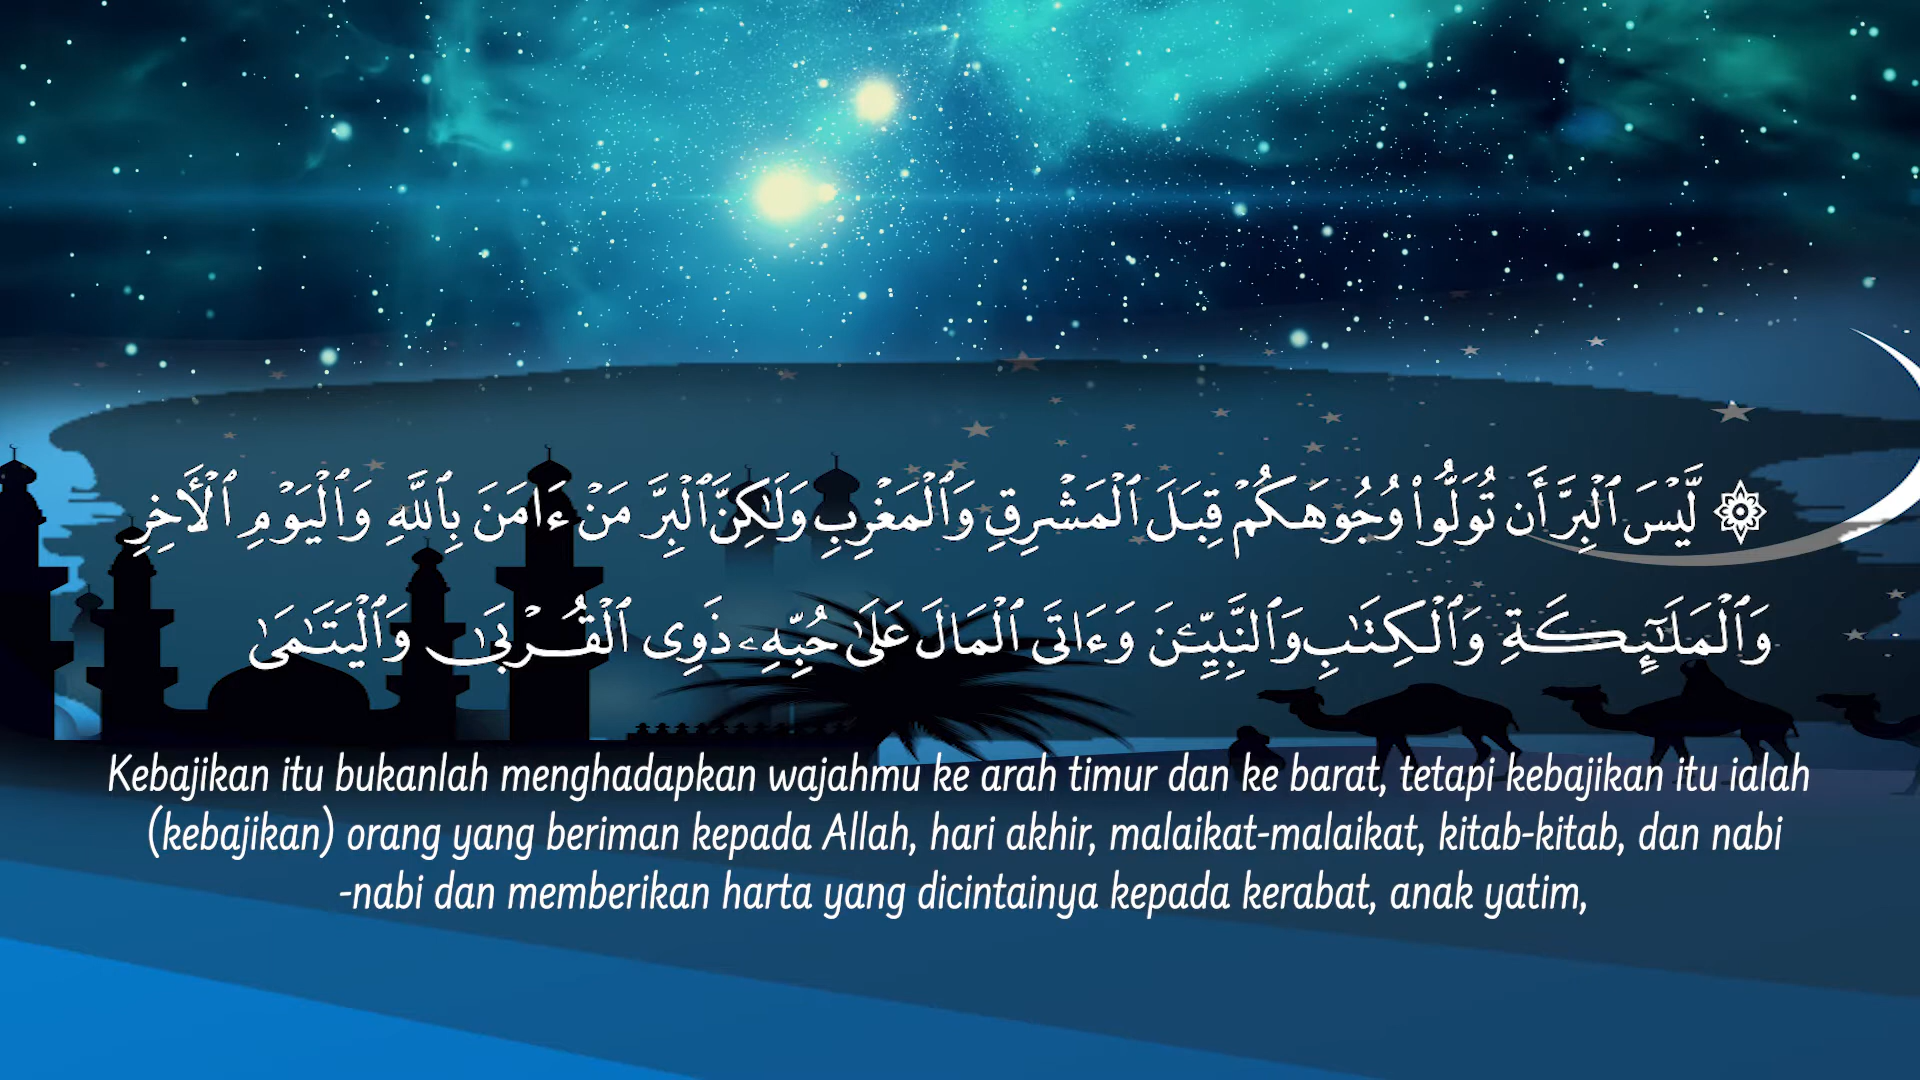 ۞ لَّيْسَ ٱلْبِرَّ أَن تُوَلُّوا۟ وُجُوهَكُمْ قِبَلَ ٱلْمَشْرِقِ وَٱلْمَغْرِبِ وَلَـٰكِنَّ ٱلْبِرَّ مَنْ ءَامَنَ بِٱللَّهِ وَٱلْيَوْمِ ٱلْـَٔاخِرِ
وَٱلْمَلَـٰٓئِكَةِ وَٱلْكِتَـٰبِ وَٱلنَّبِيِّـۧنَ وَءَاتَى ٱلْمَالَ عَلَىٰ حُبِّهِۦ ذَوِى ٱلْقُرْبَىٰ وَٱلْيَتَـٰمَىٰ
Kebajikan itu bukanlah menghadapkan wajahmu ke arah timur dan ke barat, tetapi kebajikan itu ialah
(kebajikan) orang yang beriman kepada Allah, hari akhir, malaikat-malaikat, kitab-kitab, dan nabi
-nabi dan memberikan harta yang dicintainya kepada kerabat, anak yatim,